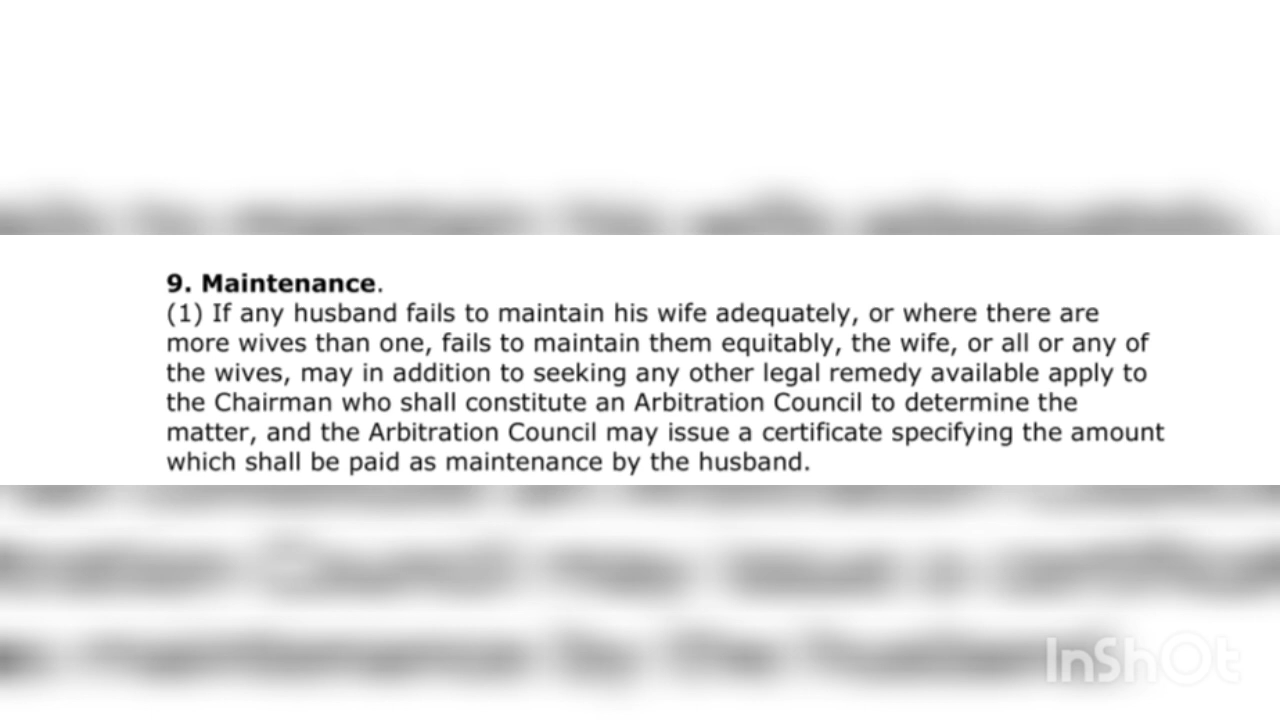 9. Maintenance.
(1) If any husband fails to maintain his wife adequately, or where there are
more wives than one, fails to maintain them equitably, the wife, or all or any of
the wives, may in addition to seeking any other legal remedy available apply to
the Chairman who shall constitute an Arbitration Council to determine the
matter, and the Arbitration Council may issue a certificate specifying the amount
which shall be paid as maintenance by the husband.
InShOt